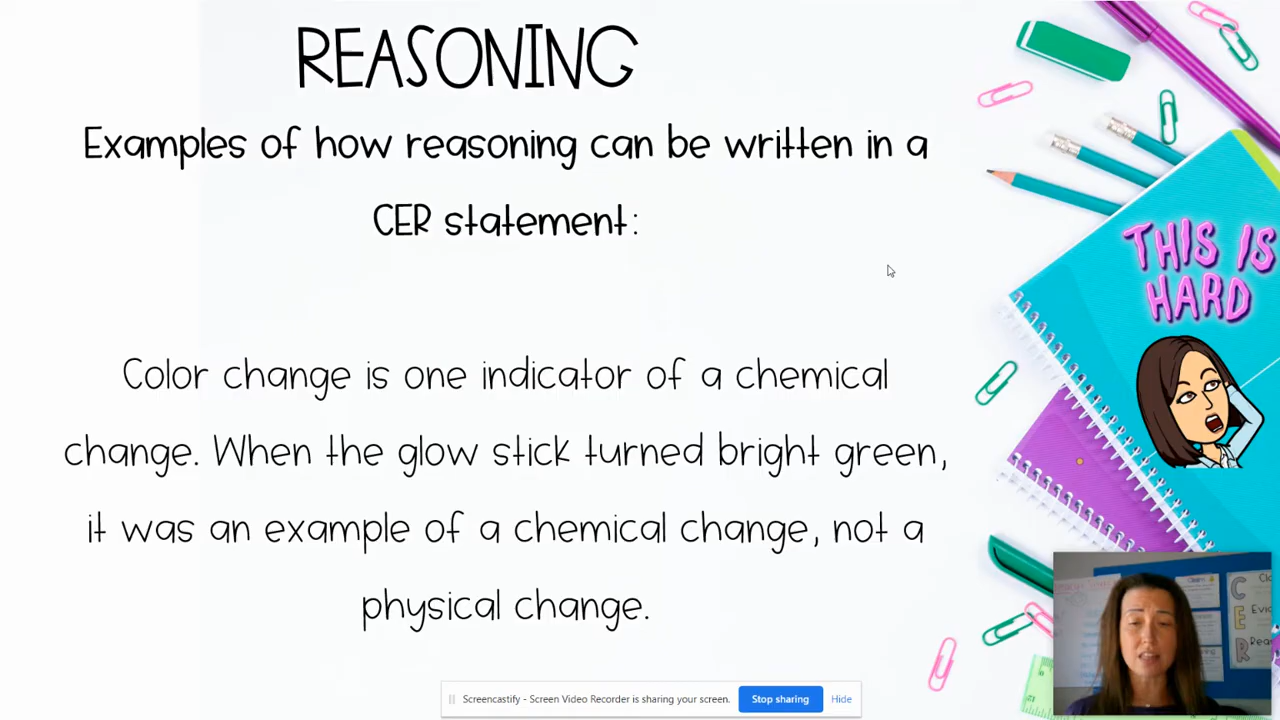 REASONING
Examples of how reasoning can be written in a
CER statement:
THIS IS
HARD
Color change is one indicator of a chemical
change. When the glow stick turned bright green,
it was an example of a chemical change, not a
physical change.
C
E
R
Evi
Screencastify - Screen Video Recorder is sharing your screen.
Stop sharing
Hide